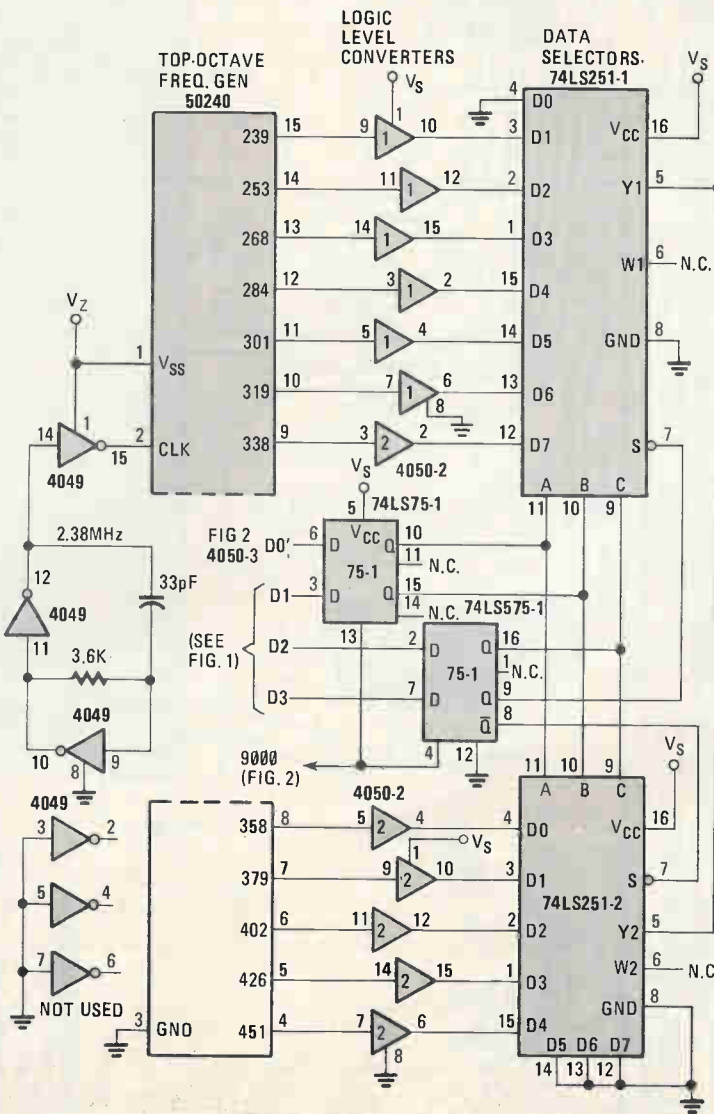 LOGIC
LEVEL
CONVERTERS
TOP-OCTAVE
FREQ. GEN
50240
DATA
SELECTORS.
74LS251-1
VS
VS
4
D0
239 15 9 1 1 10 3 D1
VCC 16
253 14 11 1 12 2 D2
Y1 5
268 13 14 1 15 1 D3
W1 6 N.C.
284 12 3 1 2 15 D4
301 11 5 1 4 14 D5
GND 8
319 10 7 1 6 8 13 D6
338 9 3 2 2 12 D7
S 7
4050-2
VZ
1 VSS
14 1 15 2 CLK
4049
A B C
11 10 9
VS
5
74LS75-1
2.38MHz
33pF
12
4049
11
3.6K
4049
10 8 9
FIG 2
4050-3
D0' 6 D VCC Q 10
11 N.C.
D1 3 D 75-1 Q 15
14 N.C.
13
74LS575-1
(SEE
FIG. 1)
D2 2 D Q 16
75-1 1 N.C.
D3 7 D Q 9
Q 8
4 12
9000
(FIG. 2)
11 10 9
A B C
VS
4049
3 2
5 4
7 6
NOT USED
4050-2
358 8 5 2 4 4 D0
VCC 16
VS
379 7 9 2 1 10 3 D1
S 7
74LS251-2
402 6 11 2 12 2 D2
Y2 5
426 5 14 2 15 1 D3
W2 6 N.C
GND 8
3 GND
451 4 7 2 6 8 15 D4
D5 D6 D7
14 13 12